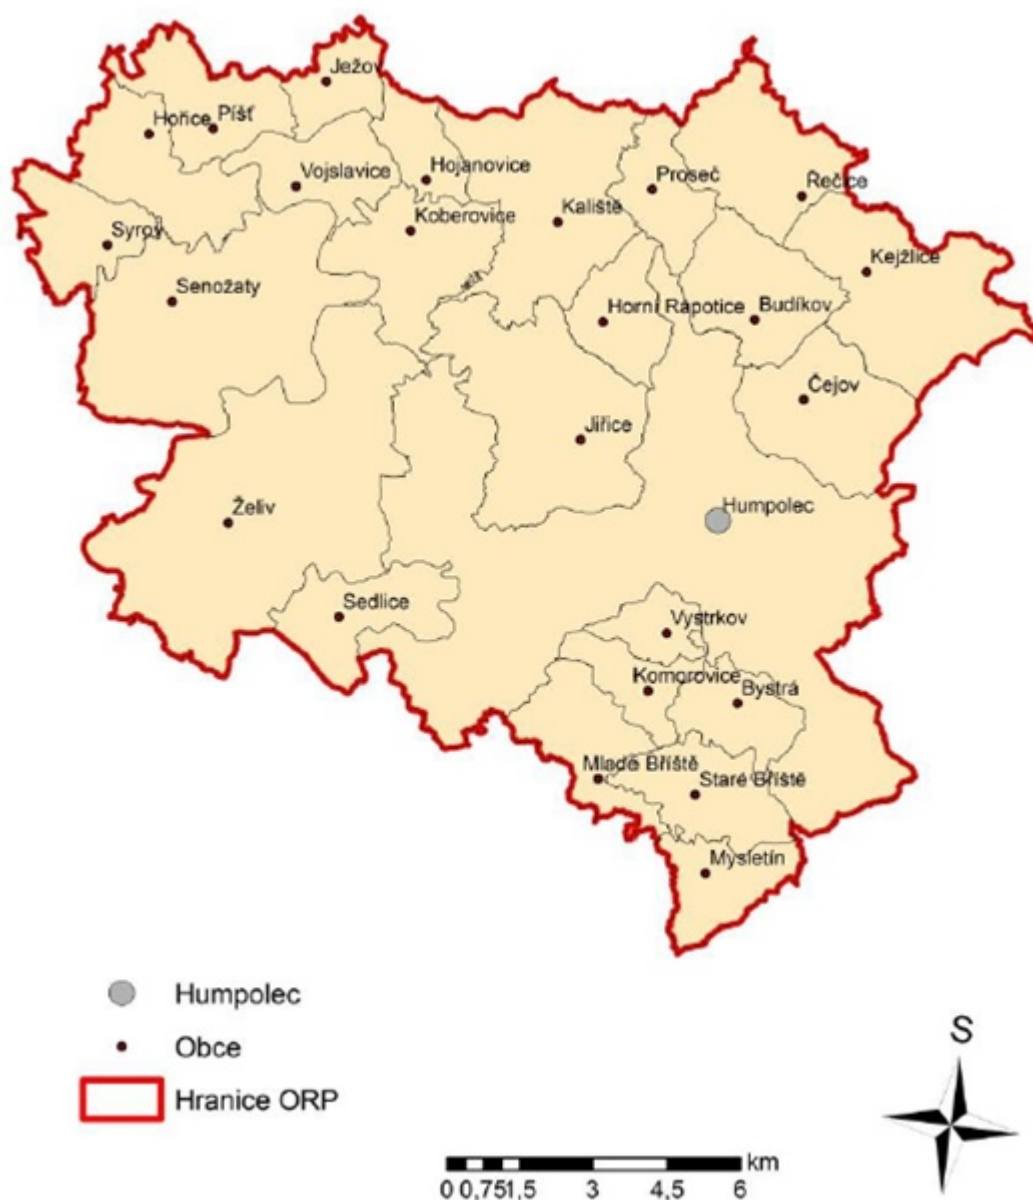 Ježov
Hořice
Píšť
Vojslavice
Hojanovice
Proseč
Řečice
Koberovice
Kaliště
Syrov
Kejžlice
Senožaty
Horní Rapotice
Budíkov
Čejov
Jiřice
Želiv
Humpolec
Sedlice
Vystrkov
Komorovice
Bystrá
Mladé Bříště
Staré Bříště
Mysletín
Humpolec
Obce
Hranice ORP
S
km
0 0,75 1,5 3 4,5 6